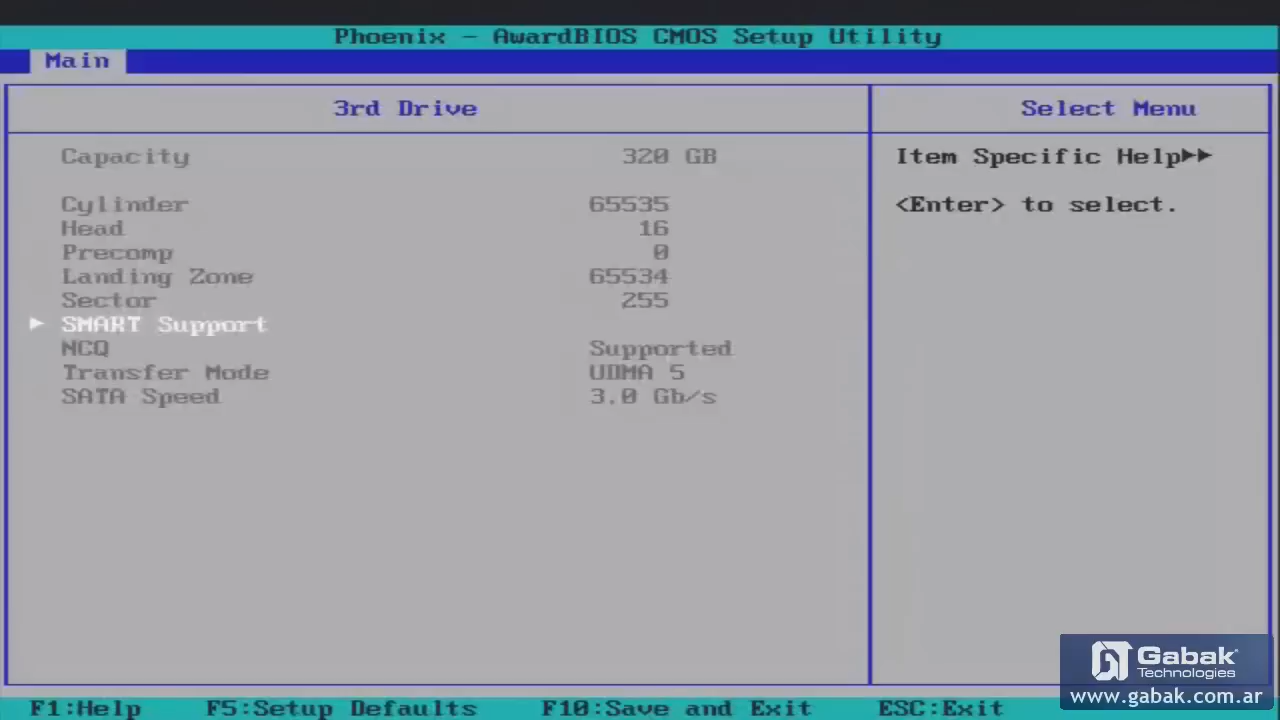 Phoenix - AwardBIOS CMOS Setup Utility
Main
3rd Drive
Select Menu
Capacity 320 GB
Item Specific Help▶▶
Cylinder 65535
<Enter> to select.
Head 16
Precomp 0
Landing Zone 65534
Sector 255
▶ SMART Support
NCQ Supported
Transfer Mode UDMA 5
SATA Speed 3.0 Gb/s
Gabak
Technologies
www.gabak.com.ar
F1:Help F5:Setup Defaults F10:Save and Exit ESC:Exit